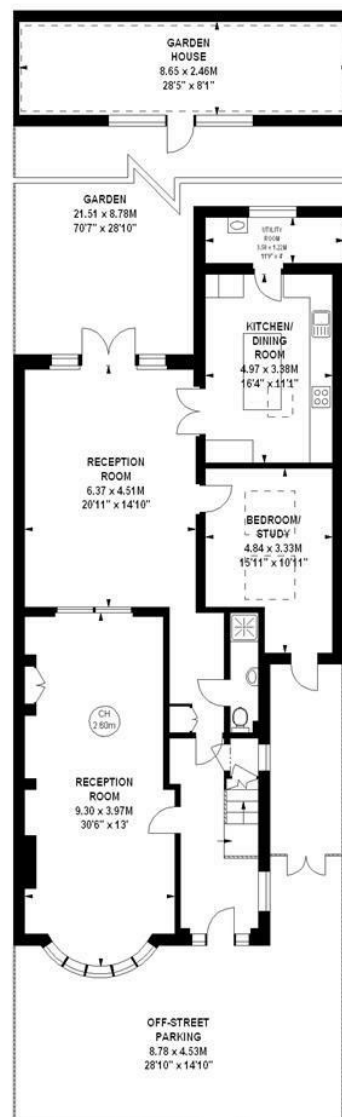 GARDEN
HOUSE
8.65 x 2.46M
28'5" x 8'1"
GARDEN
21.51 x 8.78M
70'7" x 28'10"
UTILITY
ROOM
KITCHEN/
DINING
ROOM
4.97 x 3.38M
16'4" x 11'1"
RECEPTION
ROOM
6.37 x 4.51M
20'11" x 14'10"
BEDROOM/
STUDY
4.84 x 3.33M
15'11" x 10'11"
CH
2.60m
RECEPTION
ROOM
9.30 x 3.97M
30'6" x 13'
OFF-STREET
PARKING
8.78 x 4.53M
28'10" x 14'10"